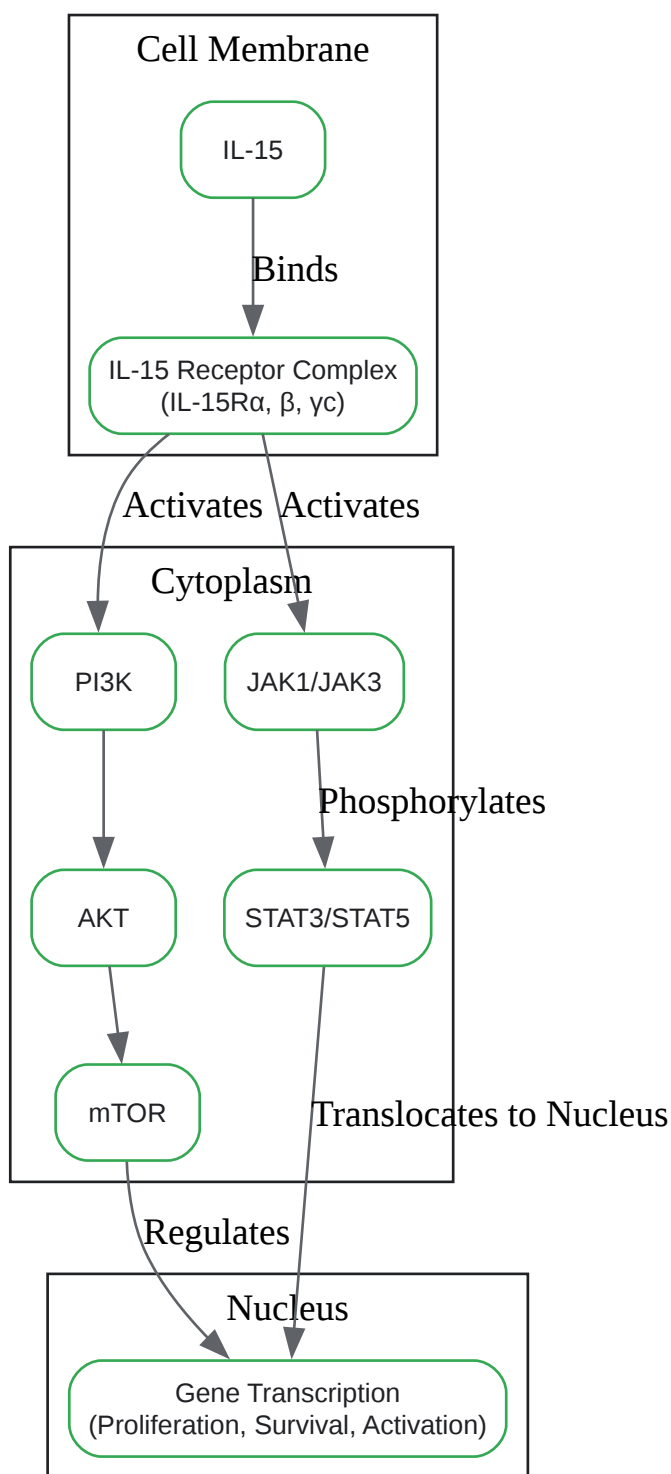 Cell Membrane
IL-15
Binds
IL-15 Receptor Complex
(IL-15Rα, β, γc)
Activates
Activates
Cytoplasm
PI3K
JAK1/JAK3
Phosphorylates
AKT
STAT3/STAT5
mTOR
Translocates to Nucleus
Regulates
Nucleus
Gene Transcription
(Proliferation, Survival, Activation)